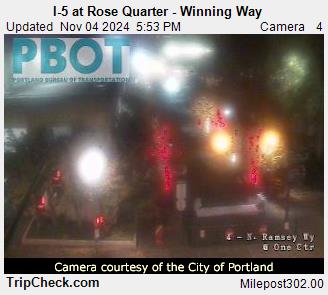 I-5 at Rose Quarter - Winning Way
Updated Nov 04 2024 5:53 PM Camera 4
PBOT
PORTLAND BUREAU OF TRANSPORTATION
4 - N. Ramsey Wy
@ One Ctr
Camera courtesy of the City of Portland
TripCheck.com Milepost302.00